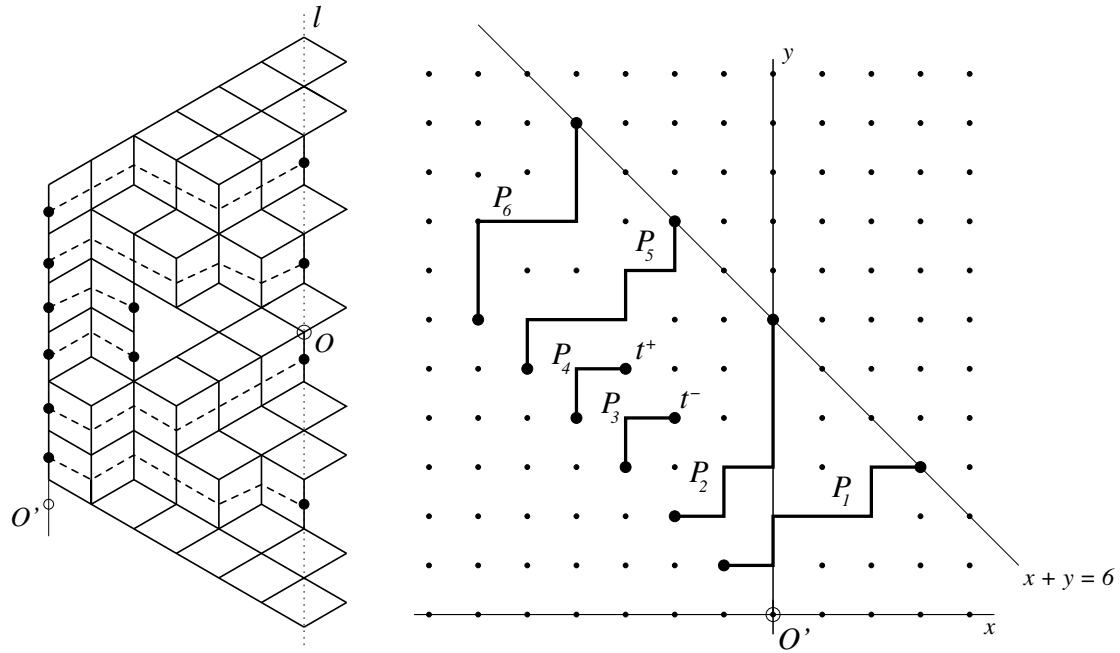 l
O
O’
y
P6
P5
P4
t+
P3
t−
P2
P1
x + y = 6
x
O’